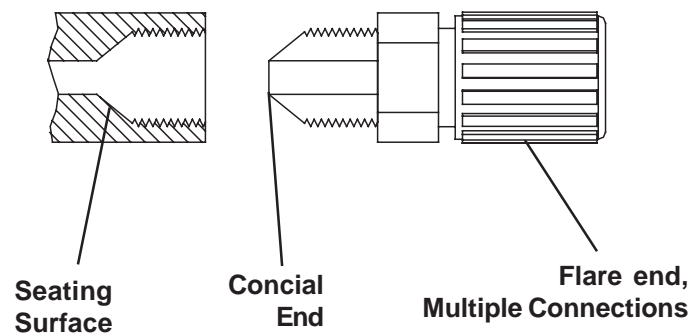 Seating
Surface
Concial
End
Flare end,
Multiple Connections